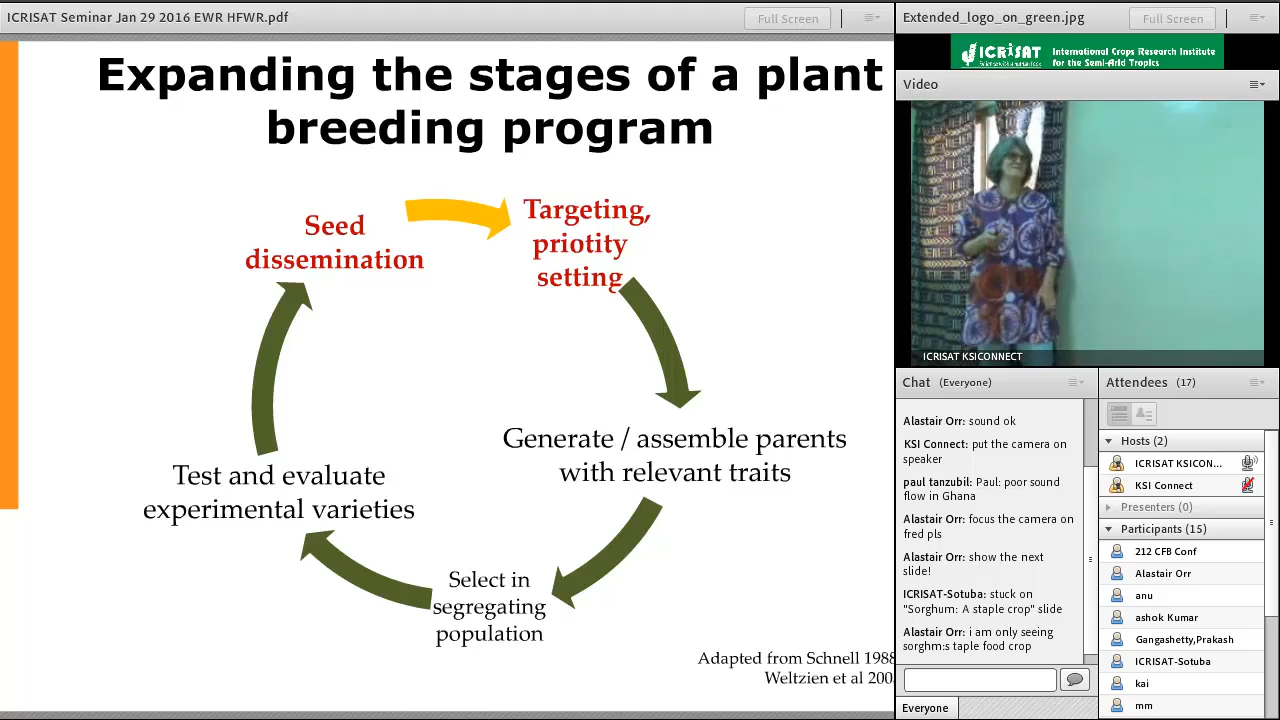 ICRISAT Seminar Jan 29 2016 EWR HFWR.pdf
Full Screen
Expanding the stages of a plant
breeding program
Seed
dissemination
Targeting,
priotity
setting
Generate / assemble parents
with relevant traits
Test and evaluate
experimental varieties
Select in
segregating
population
Adapted from Schnell 1988
Weltzien et al 200
Extended_logo_on_green.jpg
Full Screen
ICRISAT
International Crops Research Institute
for the Semi-Arid Tropics
Video
ICRISAT KSICONNECT
Chat (Everyone)
Alastair Orr: sound ok
KSI Connect: put the camera on
speaker
paul tanzubil: Paul: poor sound
flow in Ghana
Alastair Orr: focus the camera on
fred pls
Alastair Orr: show the next
slide!
ICRISAT-Sotuba: stuck on
"Sorghum: A staple crop" slide
Alastair Orr: i am only seeing
sorghm:s taple food crop
Everyone
Attendees (17)
Hosts (2)
ICRISAT KSICON...
KSI Connect
Presenters (0)
Participants (15)
212 CFB Conf
Alastair Orr
anu
ashok Kumar
Gangashetty,Prakash
ICRISAT-Sotuba
kai
mm